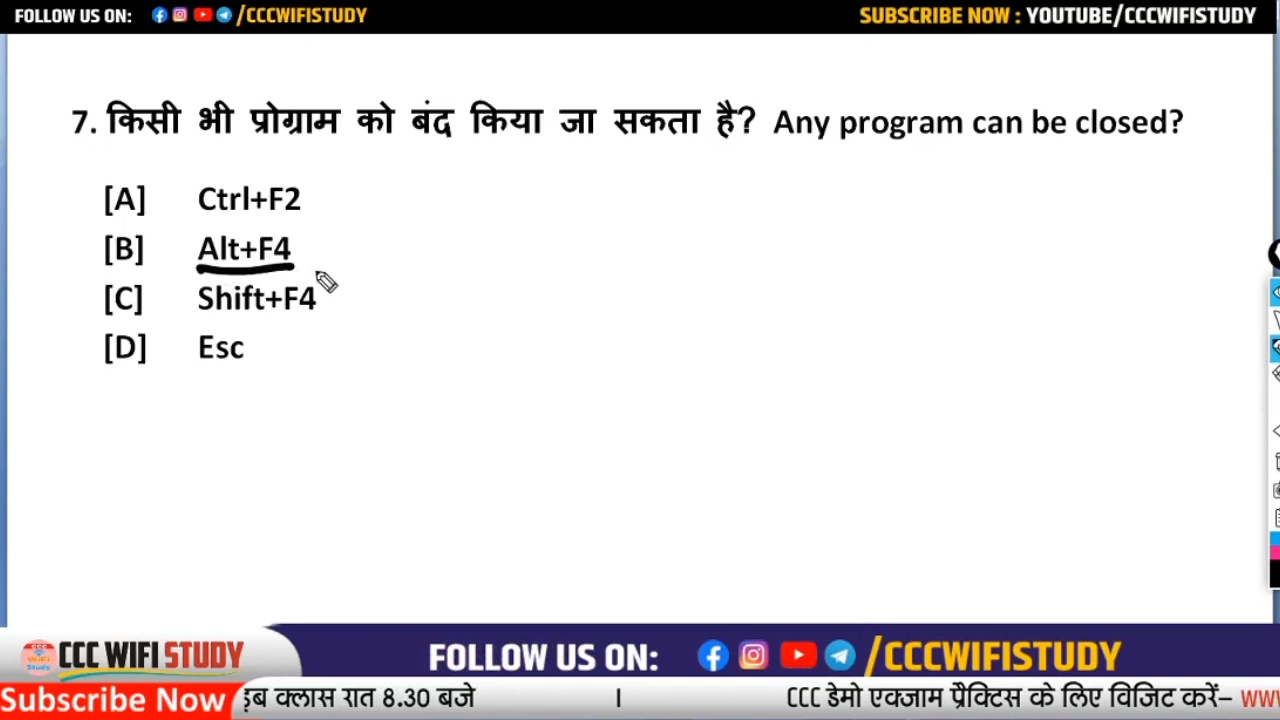 FOLLOW US ON: /CCCWIFISTUDY
SUBSCRIBE NOW : YOUTUBE/CCCWIFISTUDY
7. किसी भी प्रोग्राम को बंद किया जा सकता है? Any program can be closed?
[A] Ctrl+F2
[B] Alt+F4
[C] Shift+F4
[D] Esc
CCC WIFI STUDY
FOLLOW US ON: /CCCWIFISTUDY
Subscribe Now
क्लास रात 8.30 बजे । CCC डेमो एक्जाम प्रैक्टिस के लिए विजिट करें–